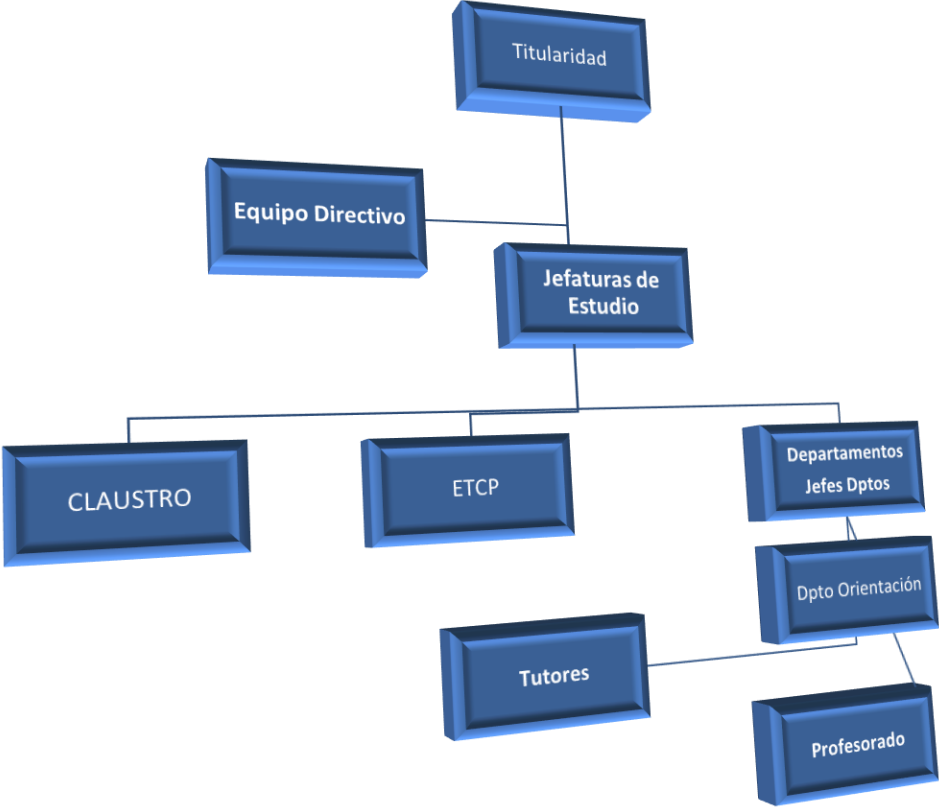 Titularidad
Equipo Directivo
Jefaturas de
Estudio
CLAUSTRO
ETCP
Departamentos
Jefes Dptos
Dpto Orientación
Tutores
Profesorado